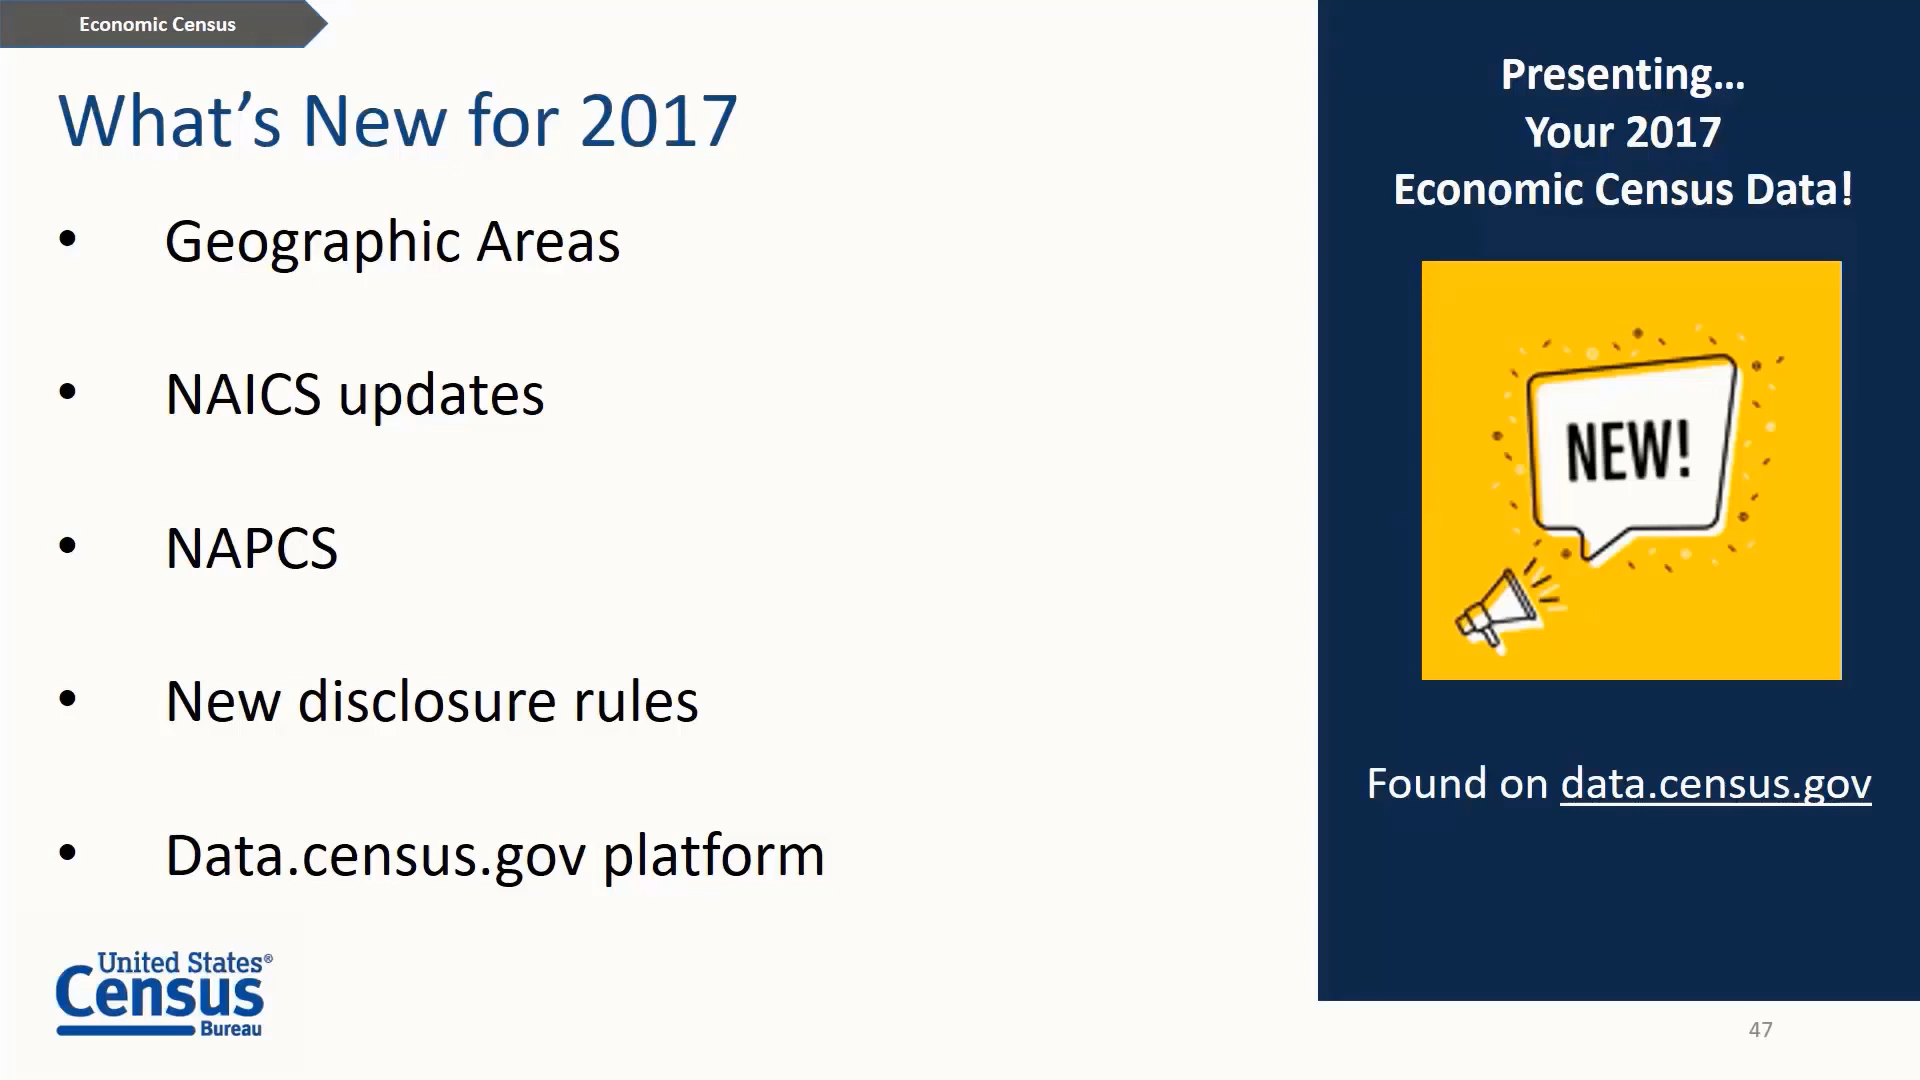 Economic Census
What's New for 2017
• Geographic Areas
• NAICS updates
• NAPCS
• New disclosure rules
• Data.census.gov platform
United States®
Census
Bureau
Presenting...
Your 2017
Economic Census Data!
NEW!
Found on data.census.gov
47